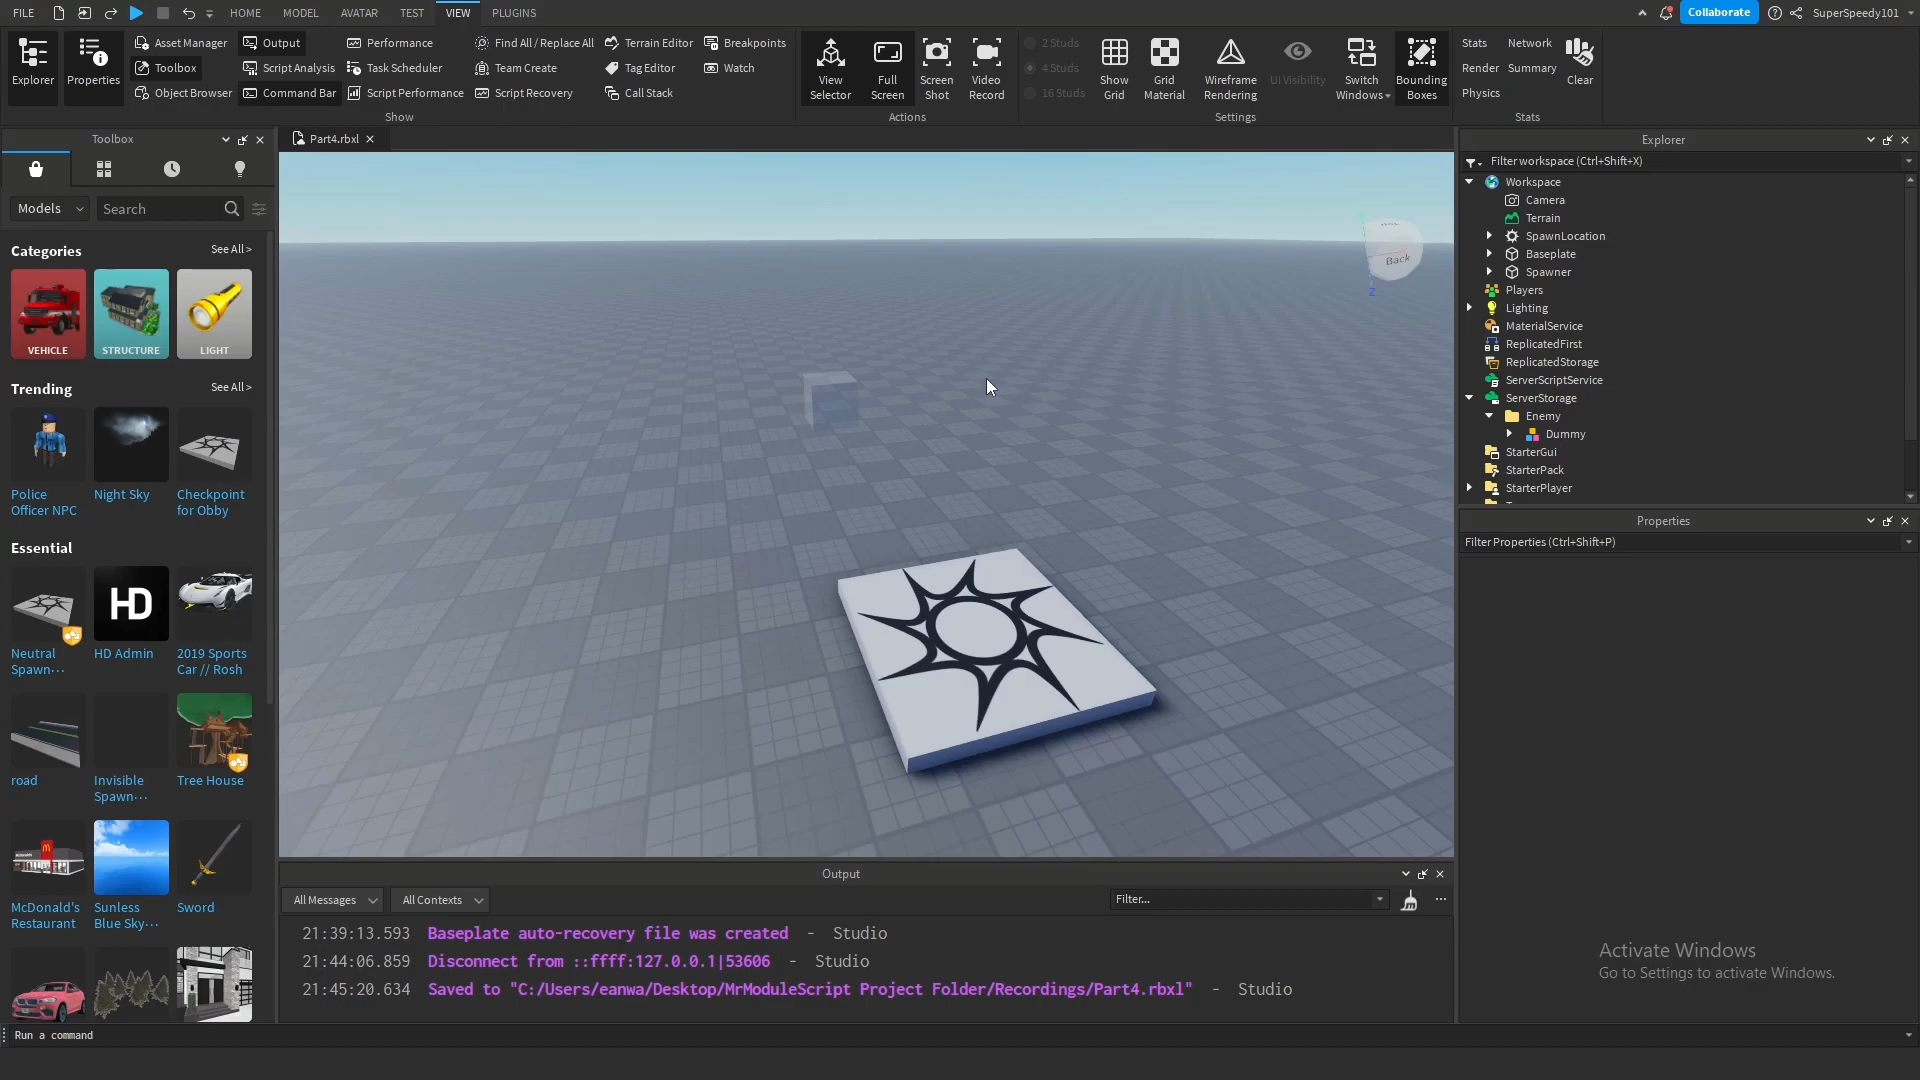 FILE
HOME
MODEL
AVATAR
TEST
VIEW
PLUGINS
Collaborate
SuperSpeedy101
Explorer
Properties
Asset Manager
Toolbox
Object Browser
Output
Script Analysis
Command Bar
Performance
Task Scheduler
Script Performance
Find All / Replace All
Team Create
Script Recovery
Terrain Editor
Tag Editor
Call Stack
Breakpoints
Watch
Show
View
Selector
Full
Screen
Screen
Shot
Video
Record
Actions
2 Studs
4 Studs
16 Studs
Show
Grid
Grid
Material
Wireframe
Rendering
UI Visibility
Switch
Windows
Bounding
Boxes
Settings
Stats
Render
Physics
Network
Summary
Clear
Stats
Toolbox
Models
Search
Categories
See All >
VEHICLE
STRUCTURE
LIGHT
Trending
See All >
Police
Officer NPC
Night Sky
Checkpoint
for Obby
Essential
Neutral
Spawn...
HD
HD Admin
2019 Sports
Car // Rosh
road
Invisible
Spawn...
Tree House
McDonald's
Restaurant
Sunless
Blue Sky...
Sword
Part4.rbxl
Back
Z
Output
All Messages
All Contexts
Filter...
21:39:13.593 Baseplate auto-recovery file was created - Studio
21:44:06.859 Disconnect from ::ffff:127.0.0.1|53606 - Studio
21:45:20.634 Saved to "C:/Users/eanwa/Desktop/MrModuleScript Project Folder/Recordings/Part4.rbxl" - Studio
Run a command
Explorer
Filter workspace (Ctrl+Shift+X)
Workspace
Camera
Terrain
SpawnLocation
Baseplate
Spawner
Players
Lighting
MaterialService
ReplicatedFirst
ReplicatedStorage
ServerScriptService
ServerStorage
Enemy
Dummy
StarterGui
StarterPack
StarterPlayer
Properties
Filter Properties (Ctrl+Shift+P)
Activate Windows
Go to Settings to activate Windows.